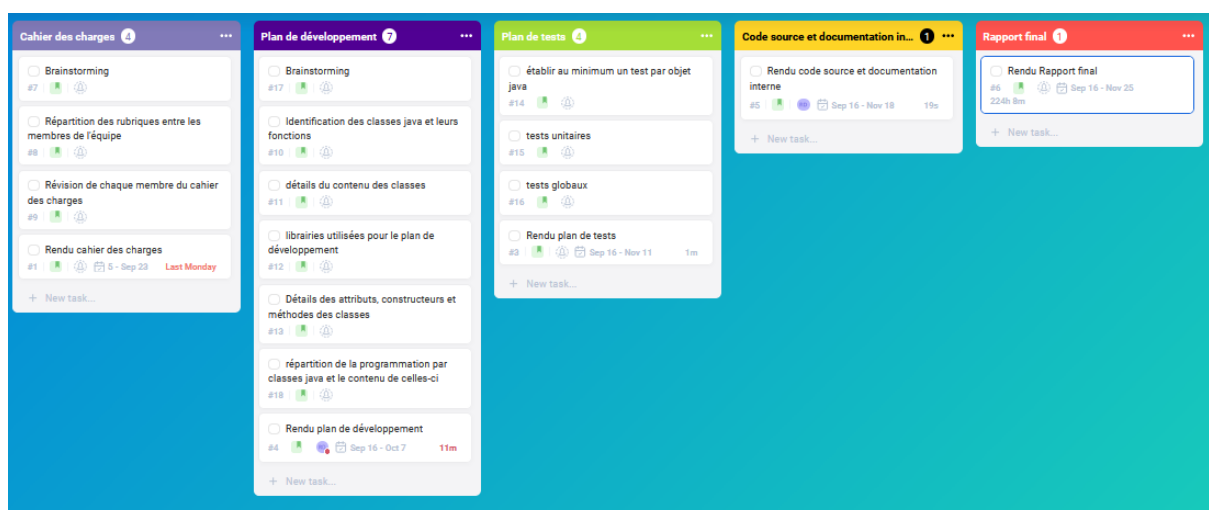 Cahier des charges 4
Brainstorming
#7
Répartition des rubriques entre les
membres de l'équipe
#8
Révision de chaque membre du cahier
des charges
#9
Rendu cahier des charges
#1 5 - Sep 23 Last Monday
+ New task...
Plan de développement 7
Brainstorming
#17
Identification des classes java et leurs
fonctions
#10
détails du contenu des classes
#11
librairies utilisées pour le plan de
développement
#12
Détails des attributs, constructeurs et
méthodes des classes
#13
répartition de la programmation par
classes java et le contenu de celles-ci
#18
Rendu plan de développement
#4 Sep 16 - Oct 7 11m
+ New task...
Plan de tests 4
établir au minimum un test par objet
java
#14
tests unitaires
#15
tests globaux
#16
Rendu plan de tests
#3 Sep 16 - Nov 11 1m
+ New task...
Code source et documentation in... 1
Rendu code source et documentation
interne
#5 Sep 16 - Nov 18 19s
+ New task...
Rapport final 1
Rendu Rapport final
#6 Sep 16 - Nov 25
224h 8m
+ New task...